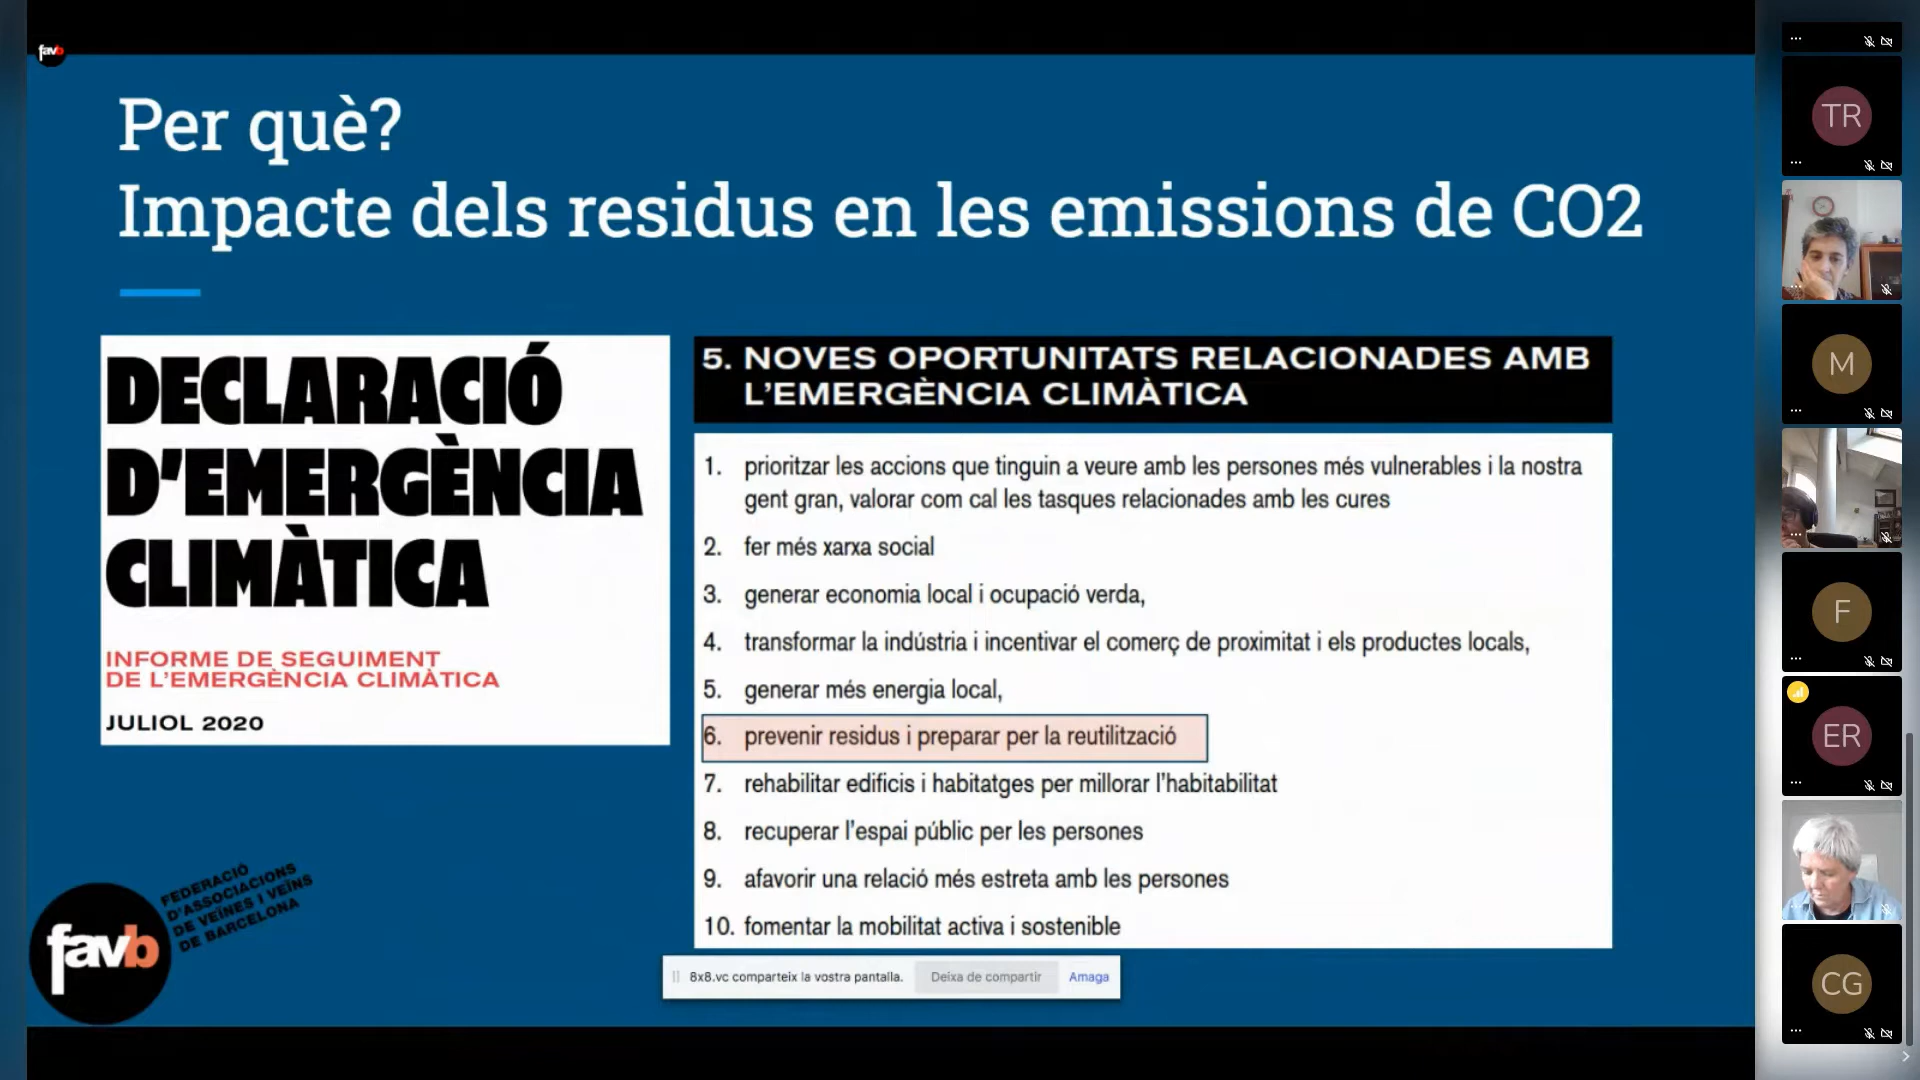 favb
Per què?
Impacte dels residus en les emissions de CO2
DECLARACIÓ
D'EMERGÈNCIA
CLIMÀTICA
INFORME DE SEGUIMENT
DE L'EMERGÈNCIA CLIMÀTICA
JULIOL 2020
5. NOVES OPORTUNITATS RELACIONADES AMB
L'EMERGÈNCIA CLIMÀTICA
1. prioritzar les accions que tinguin a veure amb les persones més vulnerables i la nostra
gent gran, valorar com cal les tasques relacionades amb les cures
2. fer més xarxa social
3. generar economia local i ocupació verda,
4. transformar la indústria i incentivar el comerç de proximitat i els productes locals,
5. generar més energia local,
6. prevenir residus i preparar per la reutilització
7. rehabilitar edificis i habitatges per millorar l'habitabilitat
8. recuperar l'espai públic per les persones
9. afavorir una relació més estreta amb les persones
10. fomentar la mobilitat activa i sostenible
favb
FEDERACIÓ
D'ASSOCIACIONS
DE VEÏNES I VEÏNS
DE BARCELONA
8x8.vc comparteix la vostra pantalla. Deixa de compartir Amaga
TR
M
F
ER
CG